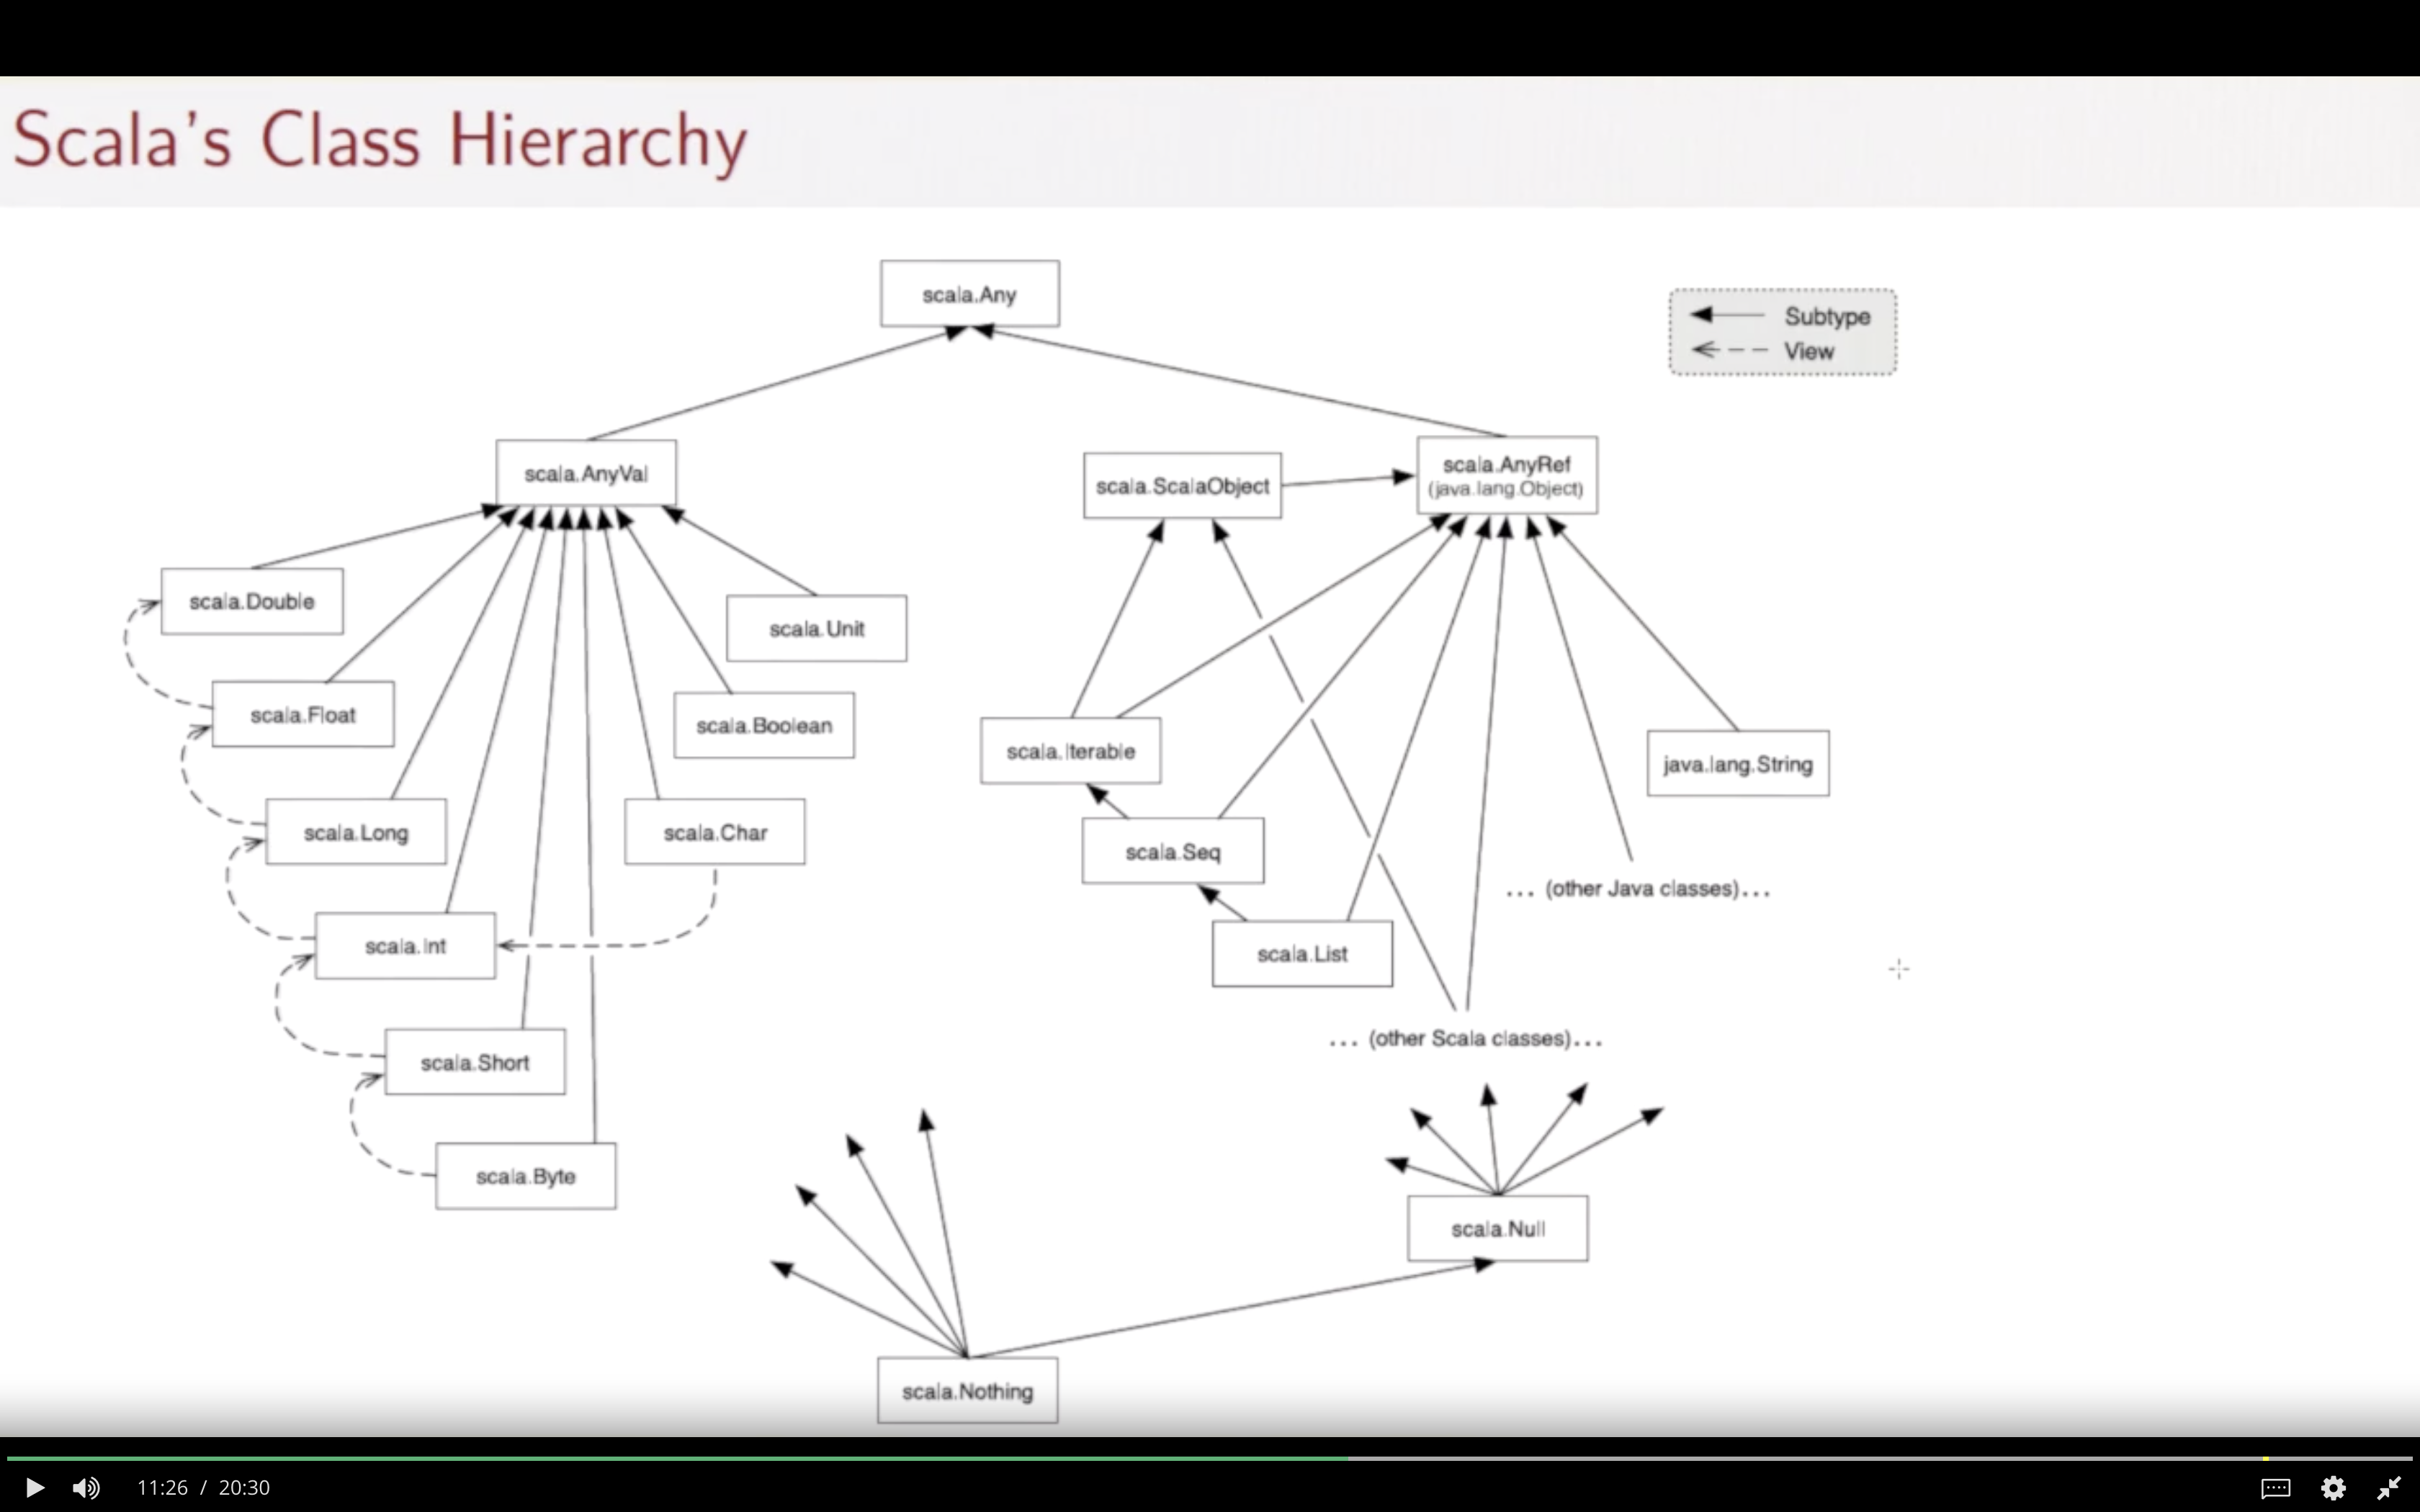 Scala's Class Hierarchy
scala.Any
Subtype
View
scala.AnyVal
scala.ScalaObject
scala.AnyRef
(java.lang.Object)
scala.Double
scala.Unit
scala.Float
scala.Boolean
scala.Iterable
java.lang.String
scala.Long
scala.Char
scala.Seq
... (other Java classes)...
scala.Int
scala.List
... (other Scala classes)...
scala.Short
scala.Byte
scala.Null
scala.Nothing
11:26 / 20:30